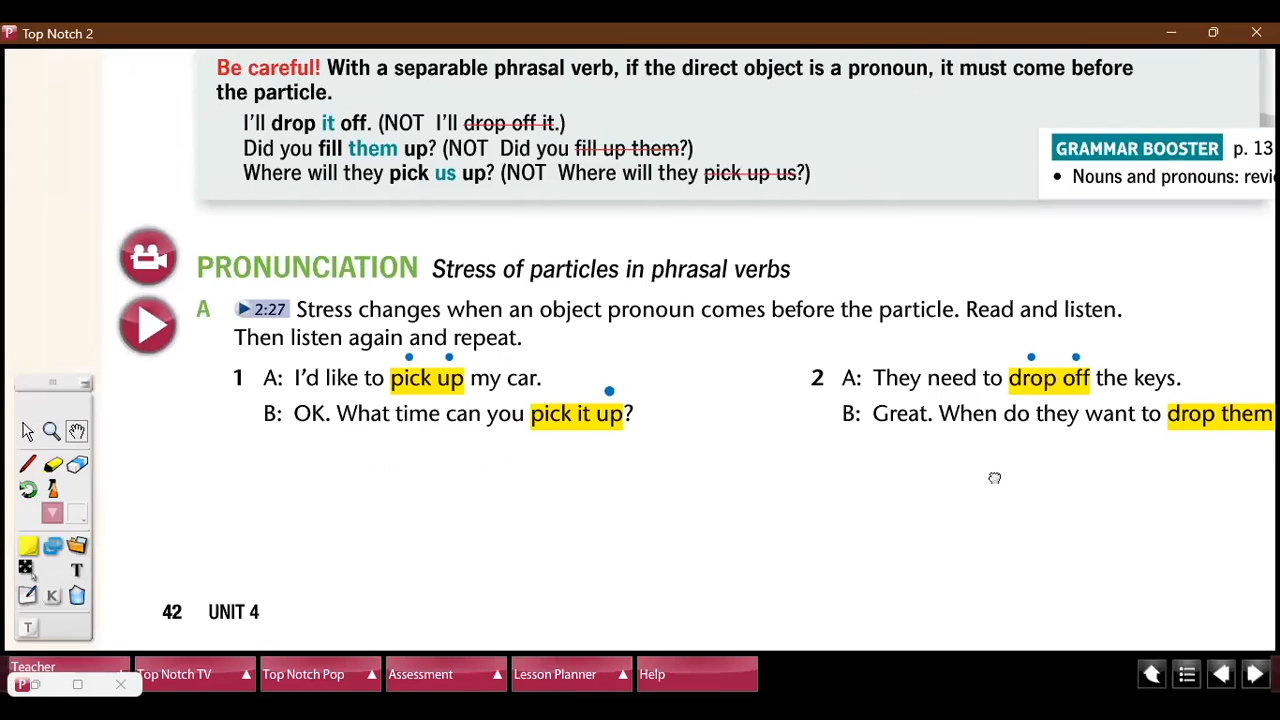 Top Notch 2
Be careful! With a separable phrasal verb, if the direct object is a pronoun, it must come before
the particle.
I'll drop it off. (NOT I'll drop off it.)
Did you fill them up? (NOT Did you fill up them?)
Where will they pick us up? (NOT Where will they pick up us?)
GRAMMAR BOOSTER p. 13
• Nouns and pronouns: revi
PRONUNCIATION Stress of particles in phrasal verbs
A 2:27 Stress changes when an object pronoun comes before the particle. Read and listen.
Then listen again and repeat.
1 A: I'd like to pick up my car.
B: OK. What time can you pick it up?
2 A: They need to drop off the keys.
B: Great. When do they want to drop them
T
K
T
42 UNIT 4
Teacher
Top Notch TV
Top Notch Pop
Assessment
Lesson Planner
Help